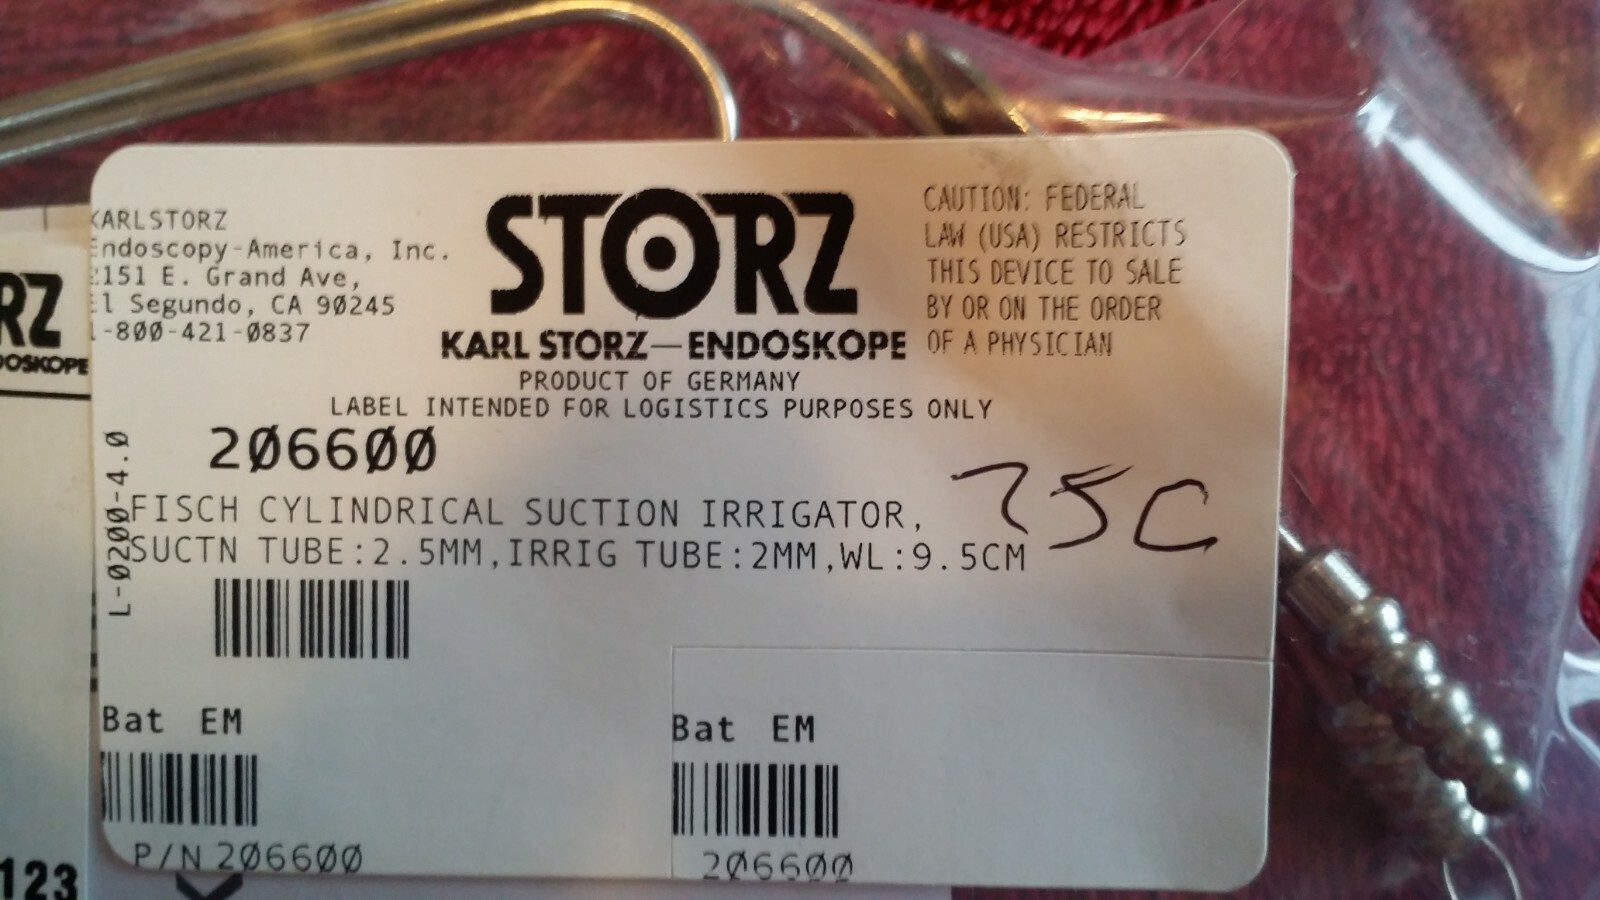 KARLSTORZ
Endoscopy-America, Inc.
2151 E. Grand Ave,
El Segundo, CA 90245
1-800-421-0837
STORZ
KARL STORZ—ENDOSKOPE
PRODUCT OF GERMANY
LABEL INTENDED FOR LOGISTICS PURPOSES ONLY
CAUTION: FEDERAL
LAW (USA) RESTRICTS
THIS DEVICE TO SALE
BY OR ON THE ORDER
OF A PHYSICIAN
206600
L-0200-4.0
FISCH CYLINDRICAL SUCTION IRRIGATOR,
SUCTN TUBE:2.5MM,IRRIG TUBE:2MM,WL:9.5CM
75C
Bat EM
P/N 206600
Bat EM
206600
RZ
DOSKOPE
123